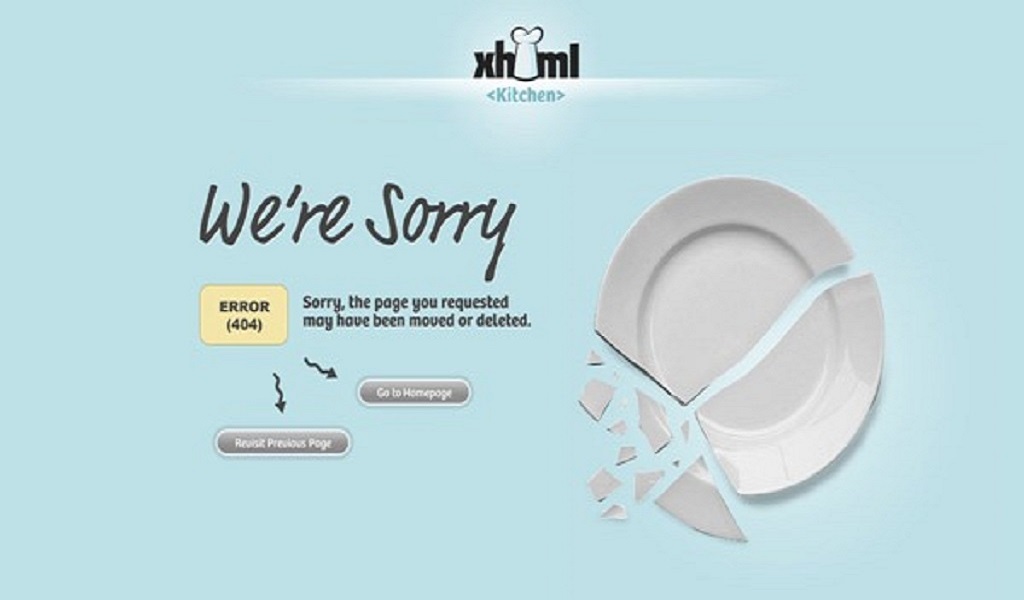 xhtml
<Kitchen>
We're Sorry
ERROR
(404)
Sorry, the page you requested
may have been moved or deleted.
Go to Homepage
Revisit Previous Page